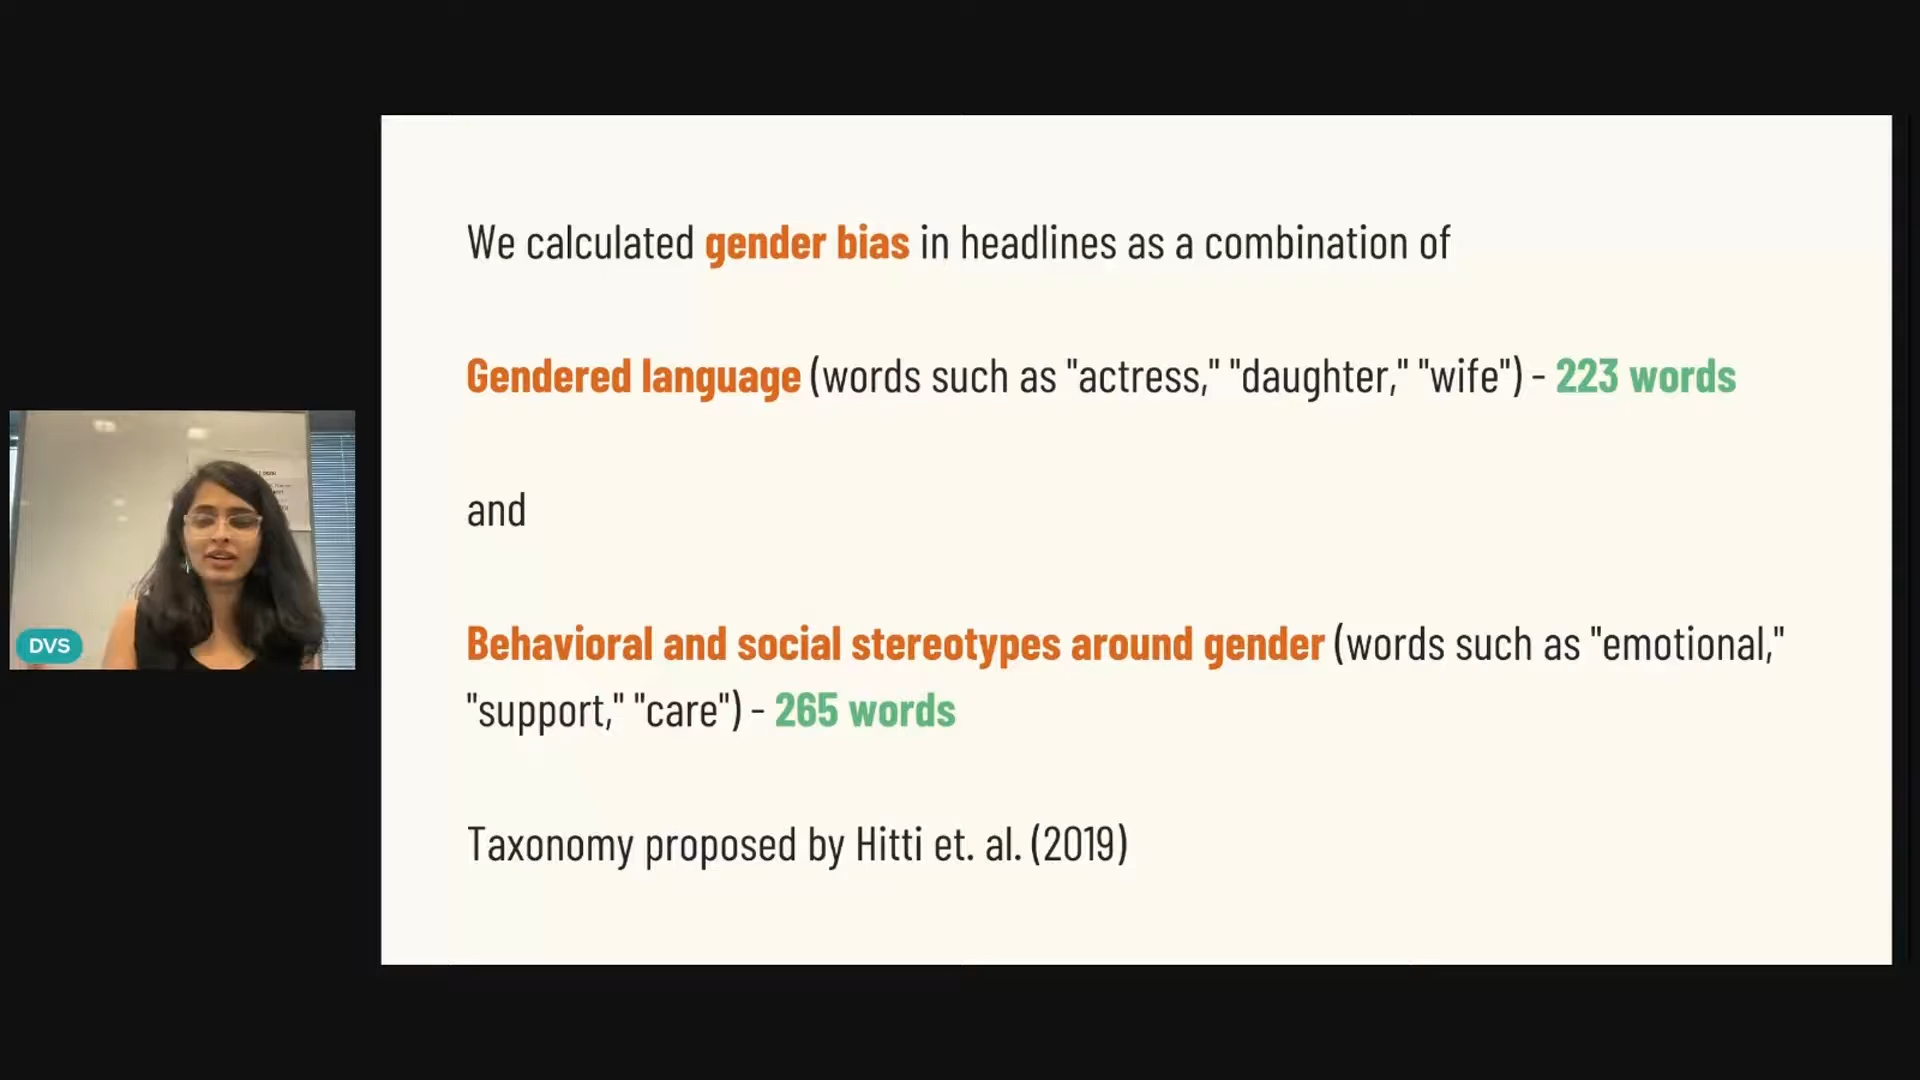 We calculated gender bias in headlines as a combination of
Gendered language (words such as "actress," "daughter," "wife") - 223 words
and
Behavioral and social stereotypes around gender (words such as "emotional,"
"support," "care") - 265 words
Taxonomy proposed by Hitti et. al. (2019)
DVS